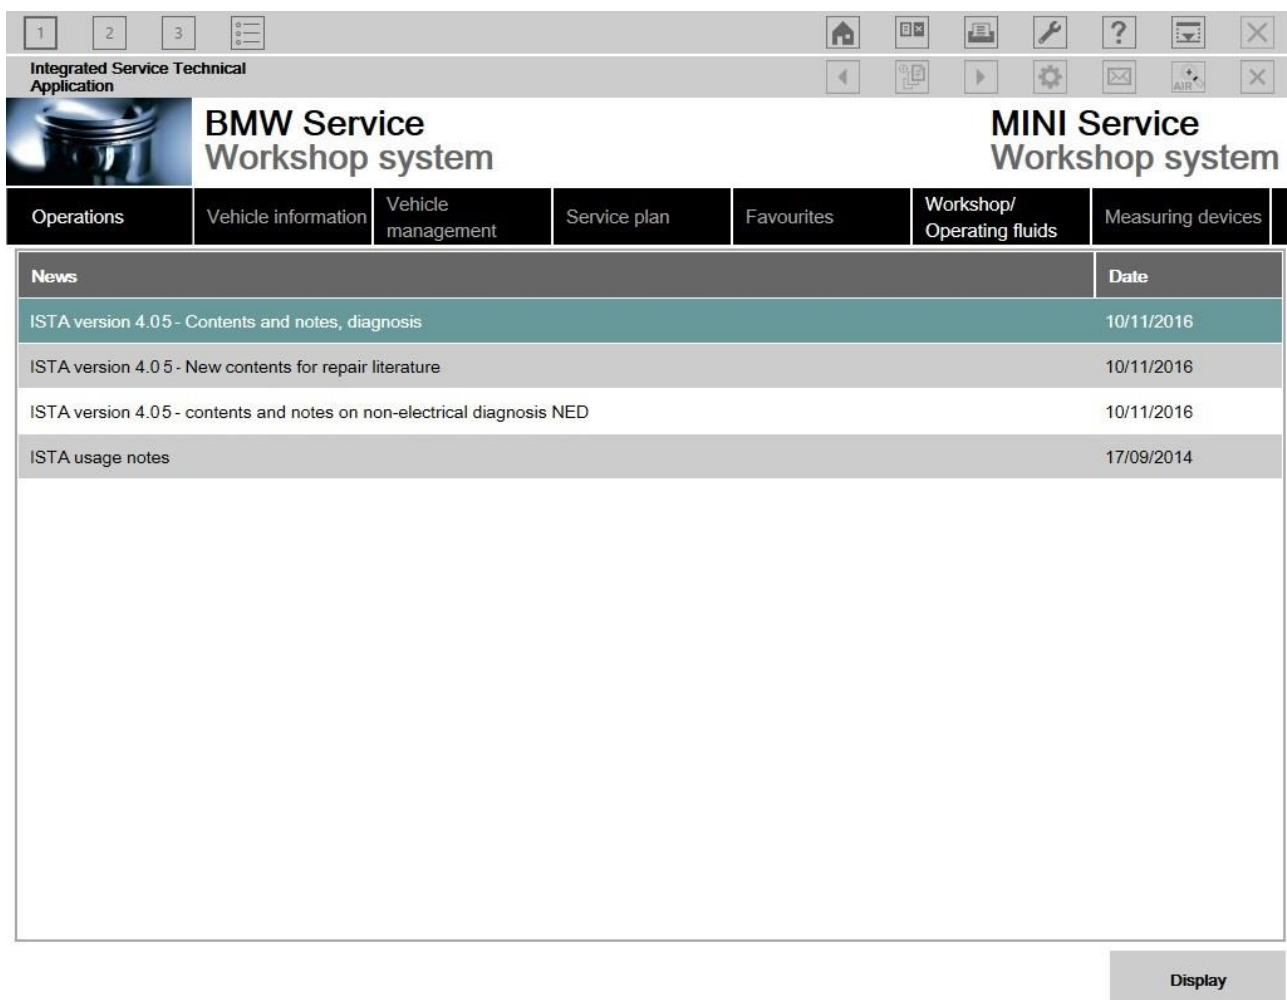 1 2 3 ?
Integrated Service Technical
Application
AIR
BMW Service
Workshop system
MINI Service
Workshop system
Operations
Vehicle information
Vehicle
management
Service plan
Favourites
Workshop/
Operating fluids
Measuring devices
News Date
ISTA version 4.05 - Contents and notes, diagnosis 10/11/2016
ISTA version 4.05 - New contents for repair literature 10/11/2016
ISTA version 4.05 - contents and notes on non-electrical diagnosis NED 10/11/2016
ISTA usage notes 17/09/2014
Display